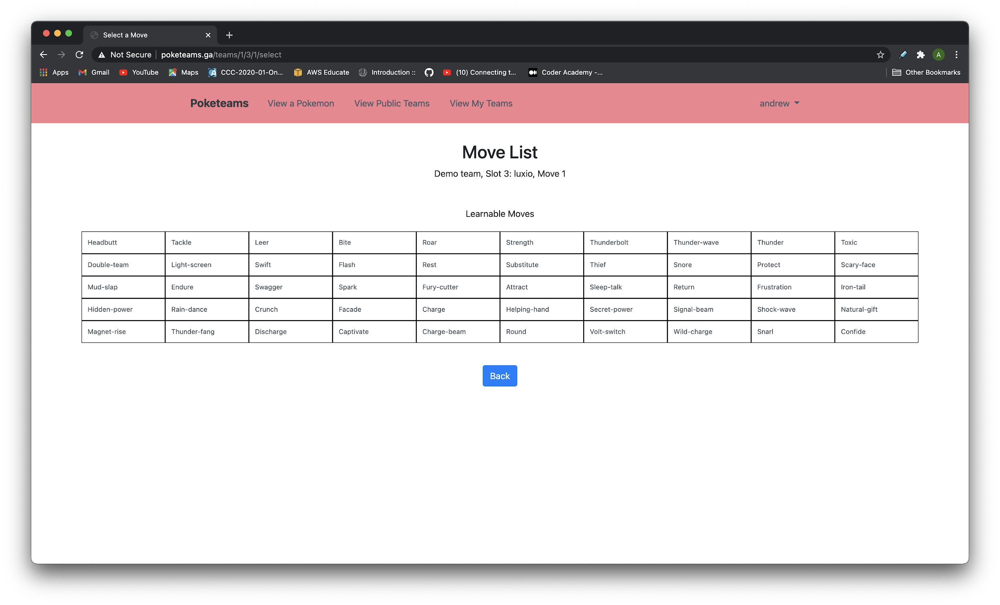 Select a Move
Not Secure poketeams.ga/teams/1/3/1/select A
Apps Gmail YouTube Maps CCC-2020-01-On... AWS Educate Introduction :: (10) Connecting t... Coder Academy -... Other Bookmarks
Poketeams View a Pokemon View Public Teams View My Teams andrew
Move List
Demo team, Slot 3: luxio, Move 1
Learnable Moves
Headbutt Tackle Leer Bite Roar Strength Thunderbolt Thunder-wave Thunder Toxic
Double-team Light-screen Swift Flash Rest Substitute Thief Snore Protect Scary-face
Mud-slap Endure Swagger Spark Fury-cutter Attract Sleep-talk Return Frustration Iron-tail
Hidden-power Rain-dance Crunch Facade Charge Helping-hand Secret-power Signal-beam Shock-wave Natural-gift
Magnet-rise Thunder-fang Discharge Captivate Charge-beam Round Volt-switch Wild-charge Snarl Confide
Back